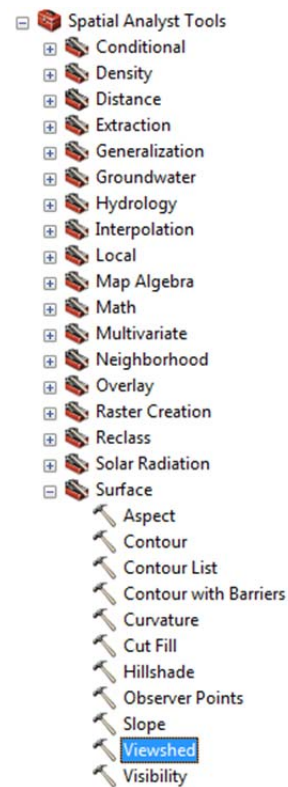 Spatial Analyst Tools
Conditional
Density
Distance
Extraction
Generalization
Groundwater
Hydrology
Interpolation
Local
Map Algebra
Math
Multivariate
Neighborhood
Overlay
Raster Creation
Reclass
Solar Radiation
Surface
Aspect
Contour
Contour List
Contour with Barriers
Curvature
Cut Fill
Hillshade
Observer Points
Slope
Viewshed
Visibility